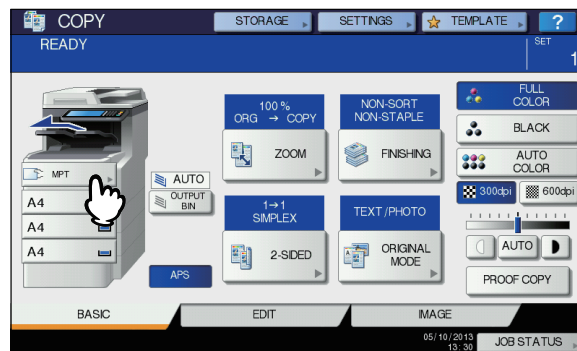 COPY
STORAGE
SETTINGS
TEMPLATE
?
READY
SET
1
MPT
A4
A4
A4
AUTO
OUTPUT
BIN
APS
100 %
ORG → COPY
ZOOM
NON-SORT
NON-STAPLE
FINISHING
1→1
SIMPLEX
2-SIDED
TEXT/PHOTO
ORIGINAL
MODE
FULL
COLOR
BLACK
AUTO
COLOR
300dpi
600dpi
AUTO
PROOF COPY
BASIC
EDIT
IMAGE
05/10/2013
13:30
JOB STATUS